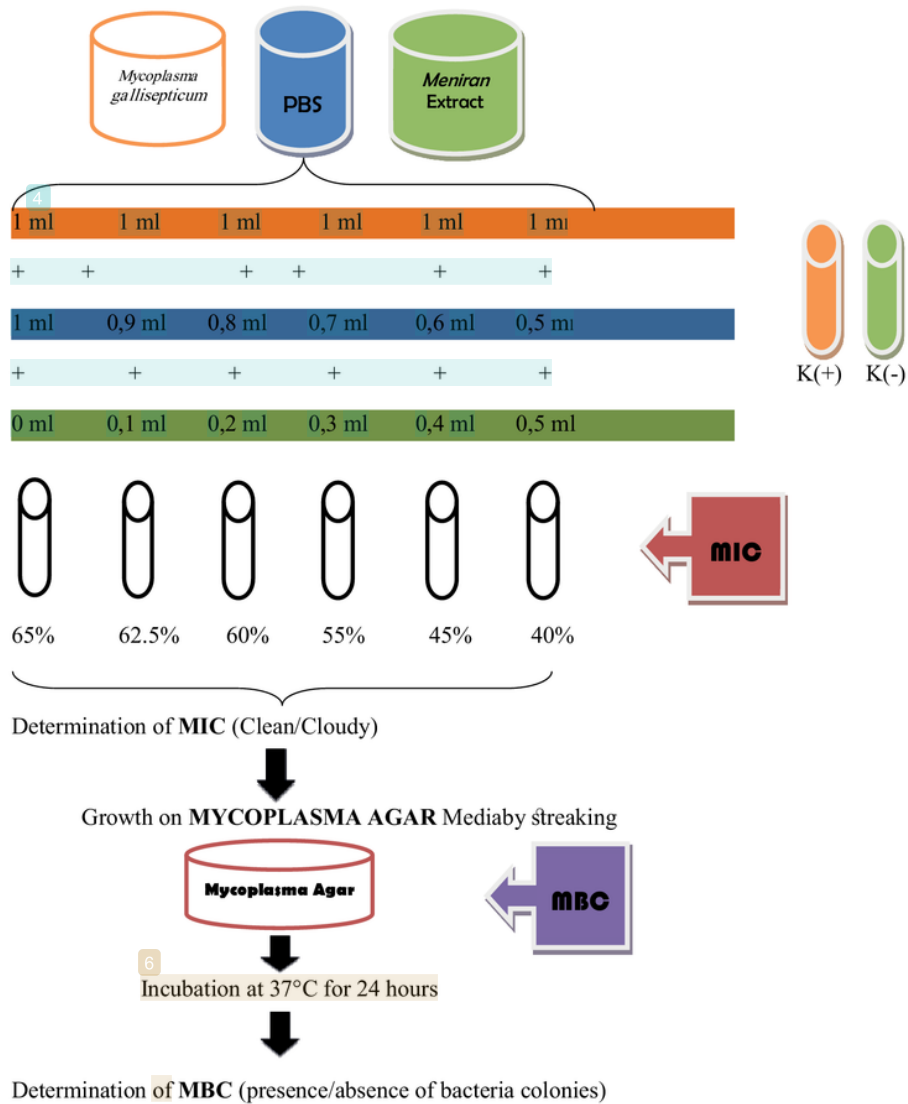 Mycoplasma
gallisepticum
PBS
Meniran
Extract
4
1 ml 1 ml 1 ml 1 ml 1 ml 1 ml
+ + + + + +
1 ml 0,9 ml 0,8 ml 0,7 ml 0,6 ml 0,5 ml
+ + + + + +
0 ml 0,1 ml 0,2 ml 0,3 ml 0,4 ml 0,5 ml
K(+) K(-)
MIC
65% 62.5% 60% 55% 45% 40%
Determination of MIC (Clean/Cloudy)
Growth on MYCOPLASMA AGAR Mediaby streaking
Mycoplasma Agar
MBC
6
Incubation at 37°C for 24 hours
Determination of MBC (presence/absence of bacteria colonies)